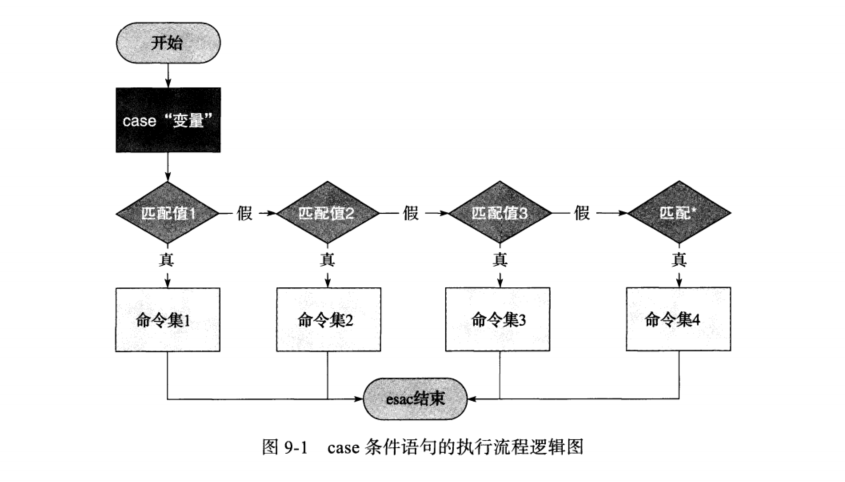 开始
case “变量”
匹配值1
假
匹配值2
假
匹配值3
假
匹配*
真
真
真
真
命令集1
命令集2
命令集3
命令集4
esac结束
图 9-1 case 条件语句的执行流程逻辑图